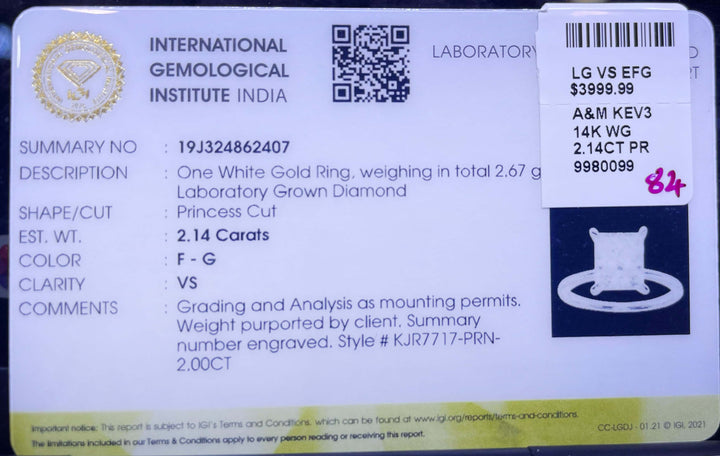 INTERNATIONAL
GEMOLOGICAL
INSTITUTE INDIA
LABORATORY
LG VS EFG
$3999.99
A&M KEV3
14K WG
2.14CT PR
9980099
84
SUMMARY NO : 19J324862407
DESCRIPTION : One White Gold Ring, weighing in total 2.67 g
Laboratory Grown Diamond
SHAPE/CUT : Princess Cut
EST. WT. : 2.14 Carats
COLOR : F - G
CLARITY : VS
COMMENTS : Grading and Analysis as mounting permits.
Weight purported by client. Summary
number engraved. Style # KJR7717-PRN-
2.00CT
Important notice: This report is subject to IGI's Terms and Conditions, which can be found at www.igi.org/reports/terms-and-conditions.
The limitations included in our Terms & Conditions apply to every person reading or receiving this report.
CC-LGDJ - 01.21 © IGI, 2021